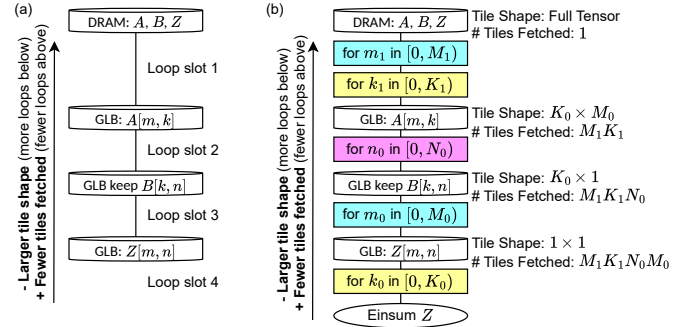 (a)
DRAM: A, B, Z
Loop slot 1
GLB: A[m, k]
Loop slot 2
GLB keep B[k, n]
Loop slot 3
GLB: Z[m, n]
Loop slot 4
- Larger tile shape (more loops below)
+ Fewer tiles fetched (fewer loops above)
(b)
DRAM: A, B, Z
Tile Shape: Full Tensor
# Tiles Fetched: 1
for m₁ in [0, M₁)
for k₁ in [0, K₁)
GLB: A[m, k]
Tile Shape: K₀ × M₀
# Tiles Fetched: M₁K₁
for n₀ in [0, N₀)
GLB keep B[k, n]
Tile Shape: K₀ × 1
# Tiles Fetched: M₁K₁N₀
for m₀ in [0, M₀)
GLB: Z[m, n]
Tile Shape: 1 × 1
# Tiles Fetched: M₁K₁N₀M₀
for k₀ in [0, K₀)
Einsum Z
- Larger tile shape (more loops below)
+ Fewer tiles fetched (fewer loops above)